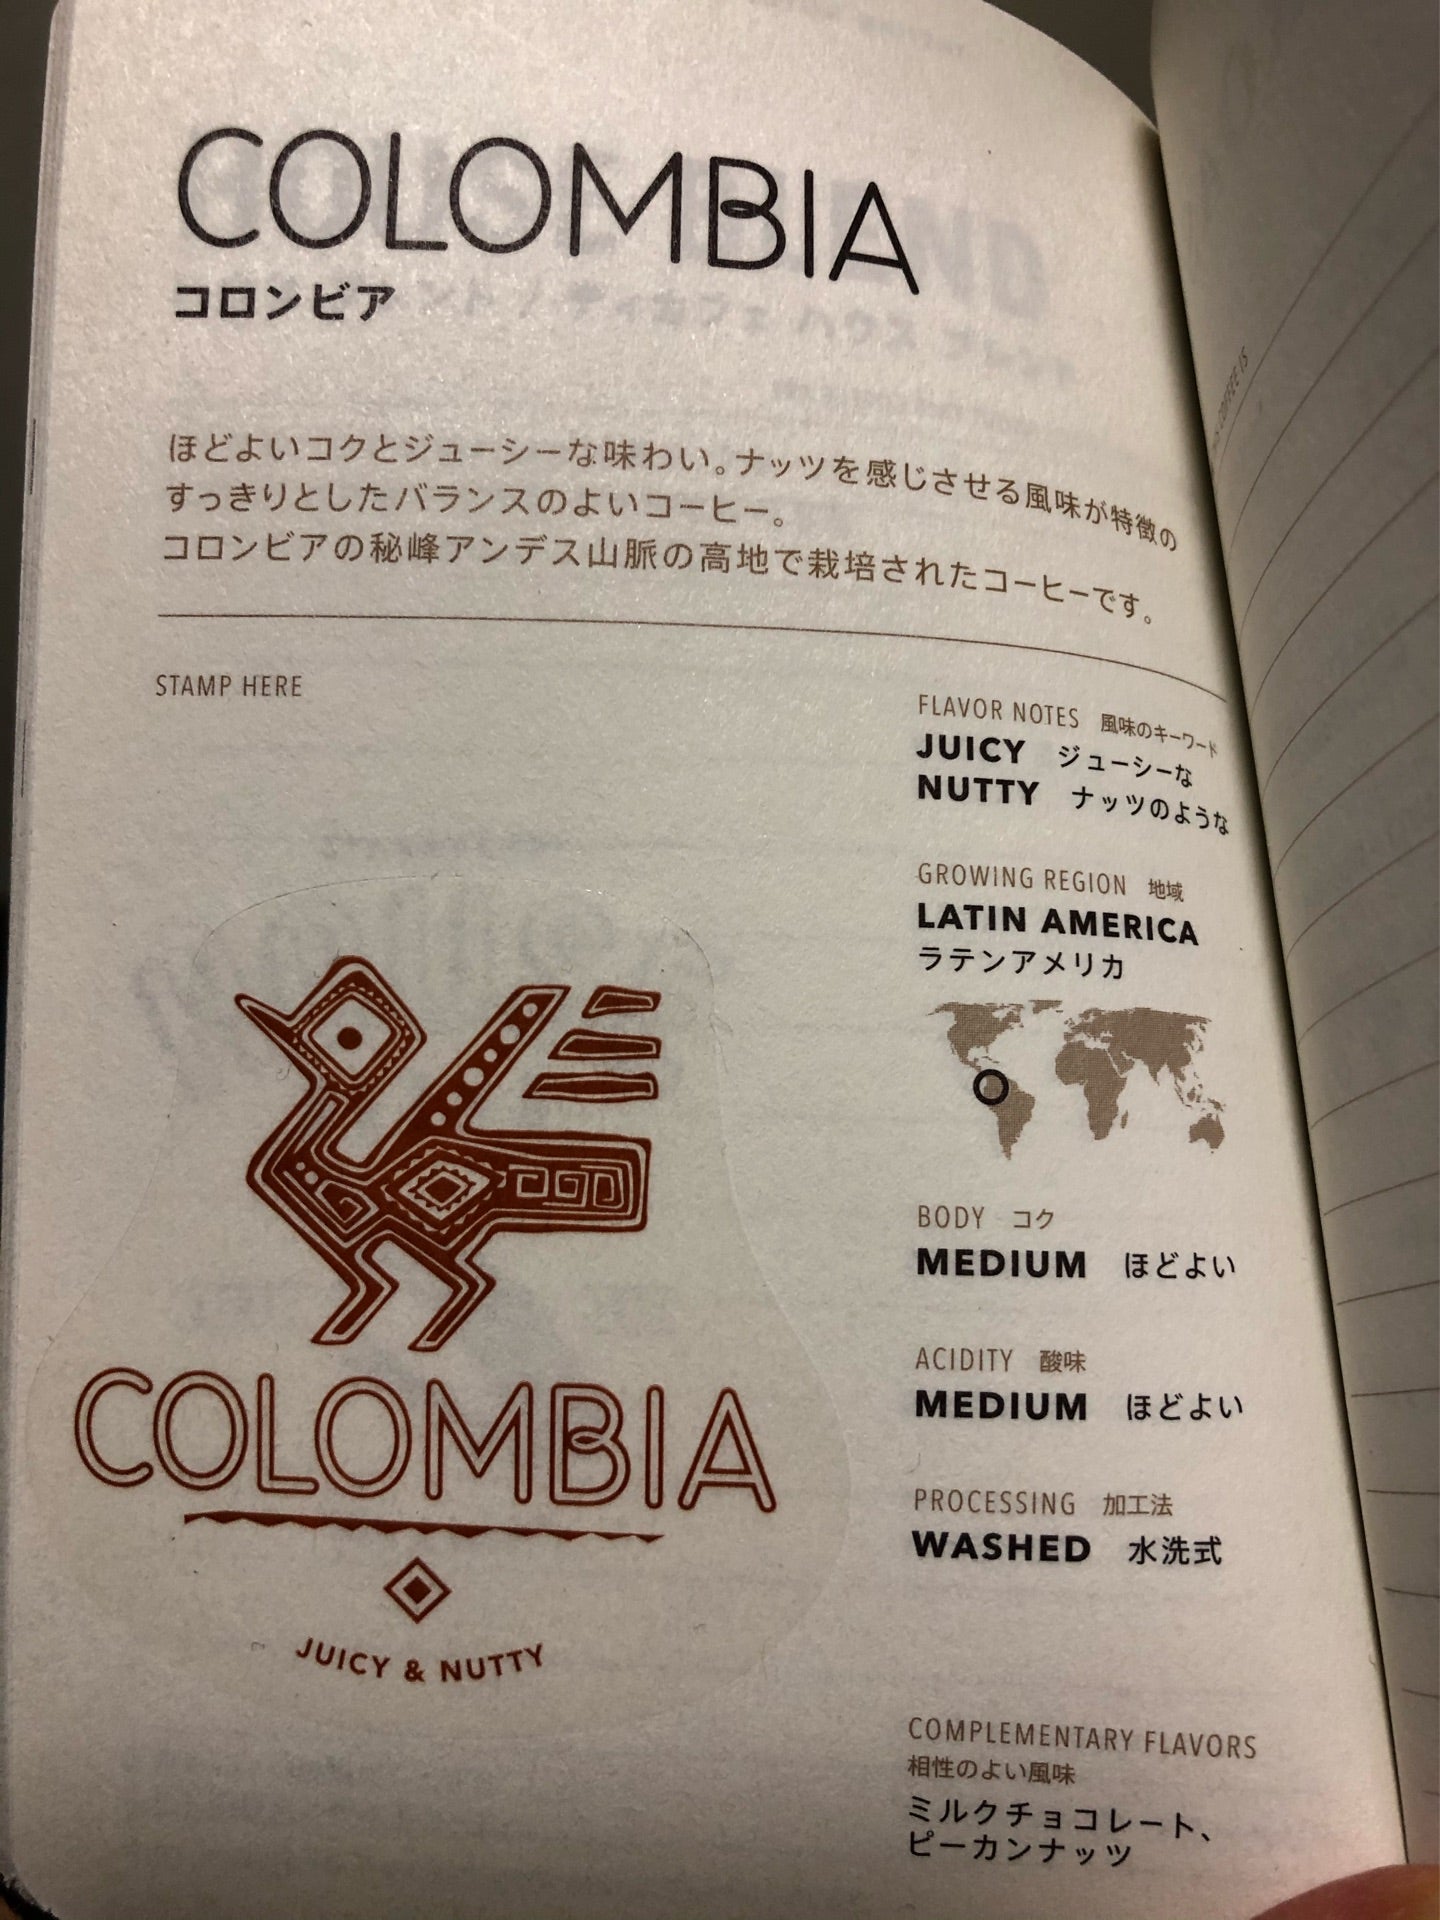 COLOMBIA
コロンビア
ほどよいコクとジューシーな味わい。ナッツを感じさせる風味が特徴の
すっきりとしたバランスのよいコーヒー。
コロンビアの秘峰アンデス山脈の高地で栽培されたコーヒーです。
STAMP HERE
FLAVOR NOTES 風味のキーワード
JUICY ジューシーな
NUTTY ナッツのような
GROWING REGION 地域
LATIN AMERICA
ラテンアメリカ
BODY コク
MEDIUM ほどよい
ACIDITY 酸味
MEDIUM ほどよい
PROCESSING 加工法
WASHED 水洗式
COMPLEMENTARY FLAVORS
相性のよい風味
ミルクチョコレート、
ピーカンナッツ
COLOMBIA
JUICY & NUTTY
COFFEE IS